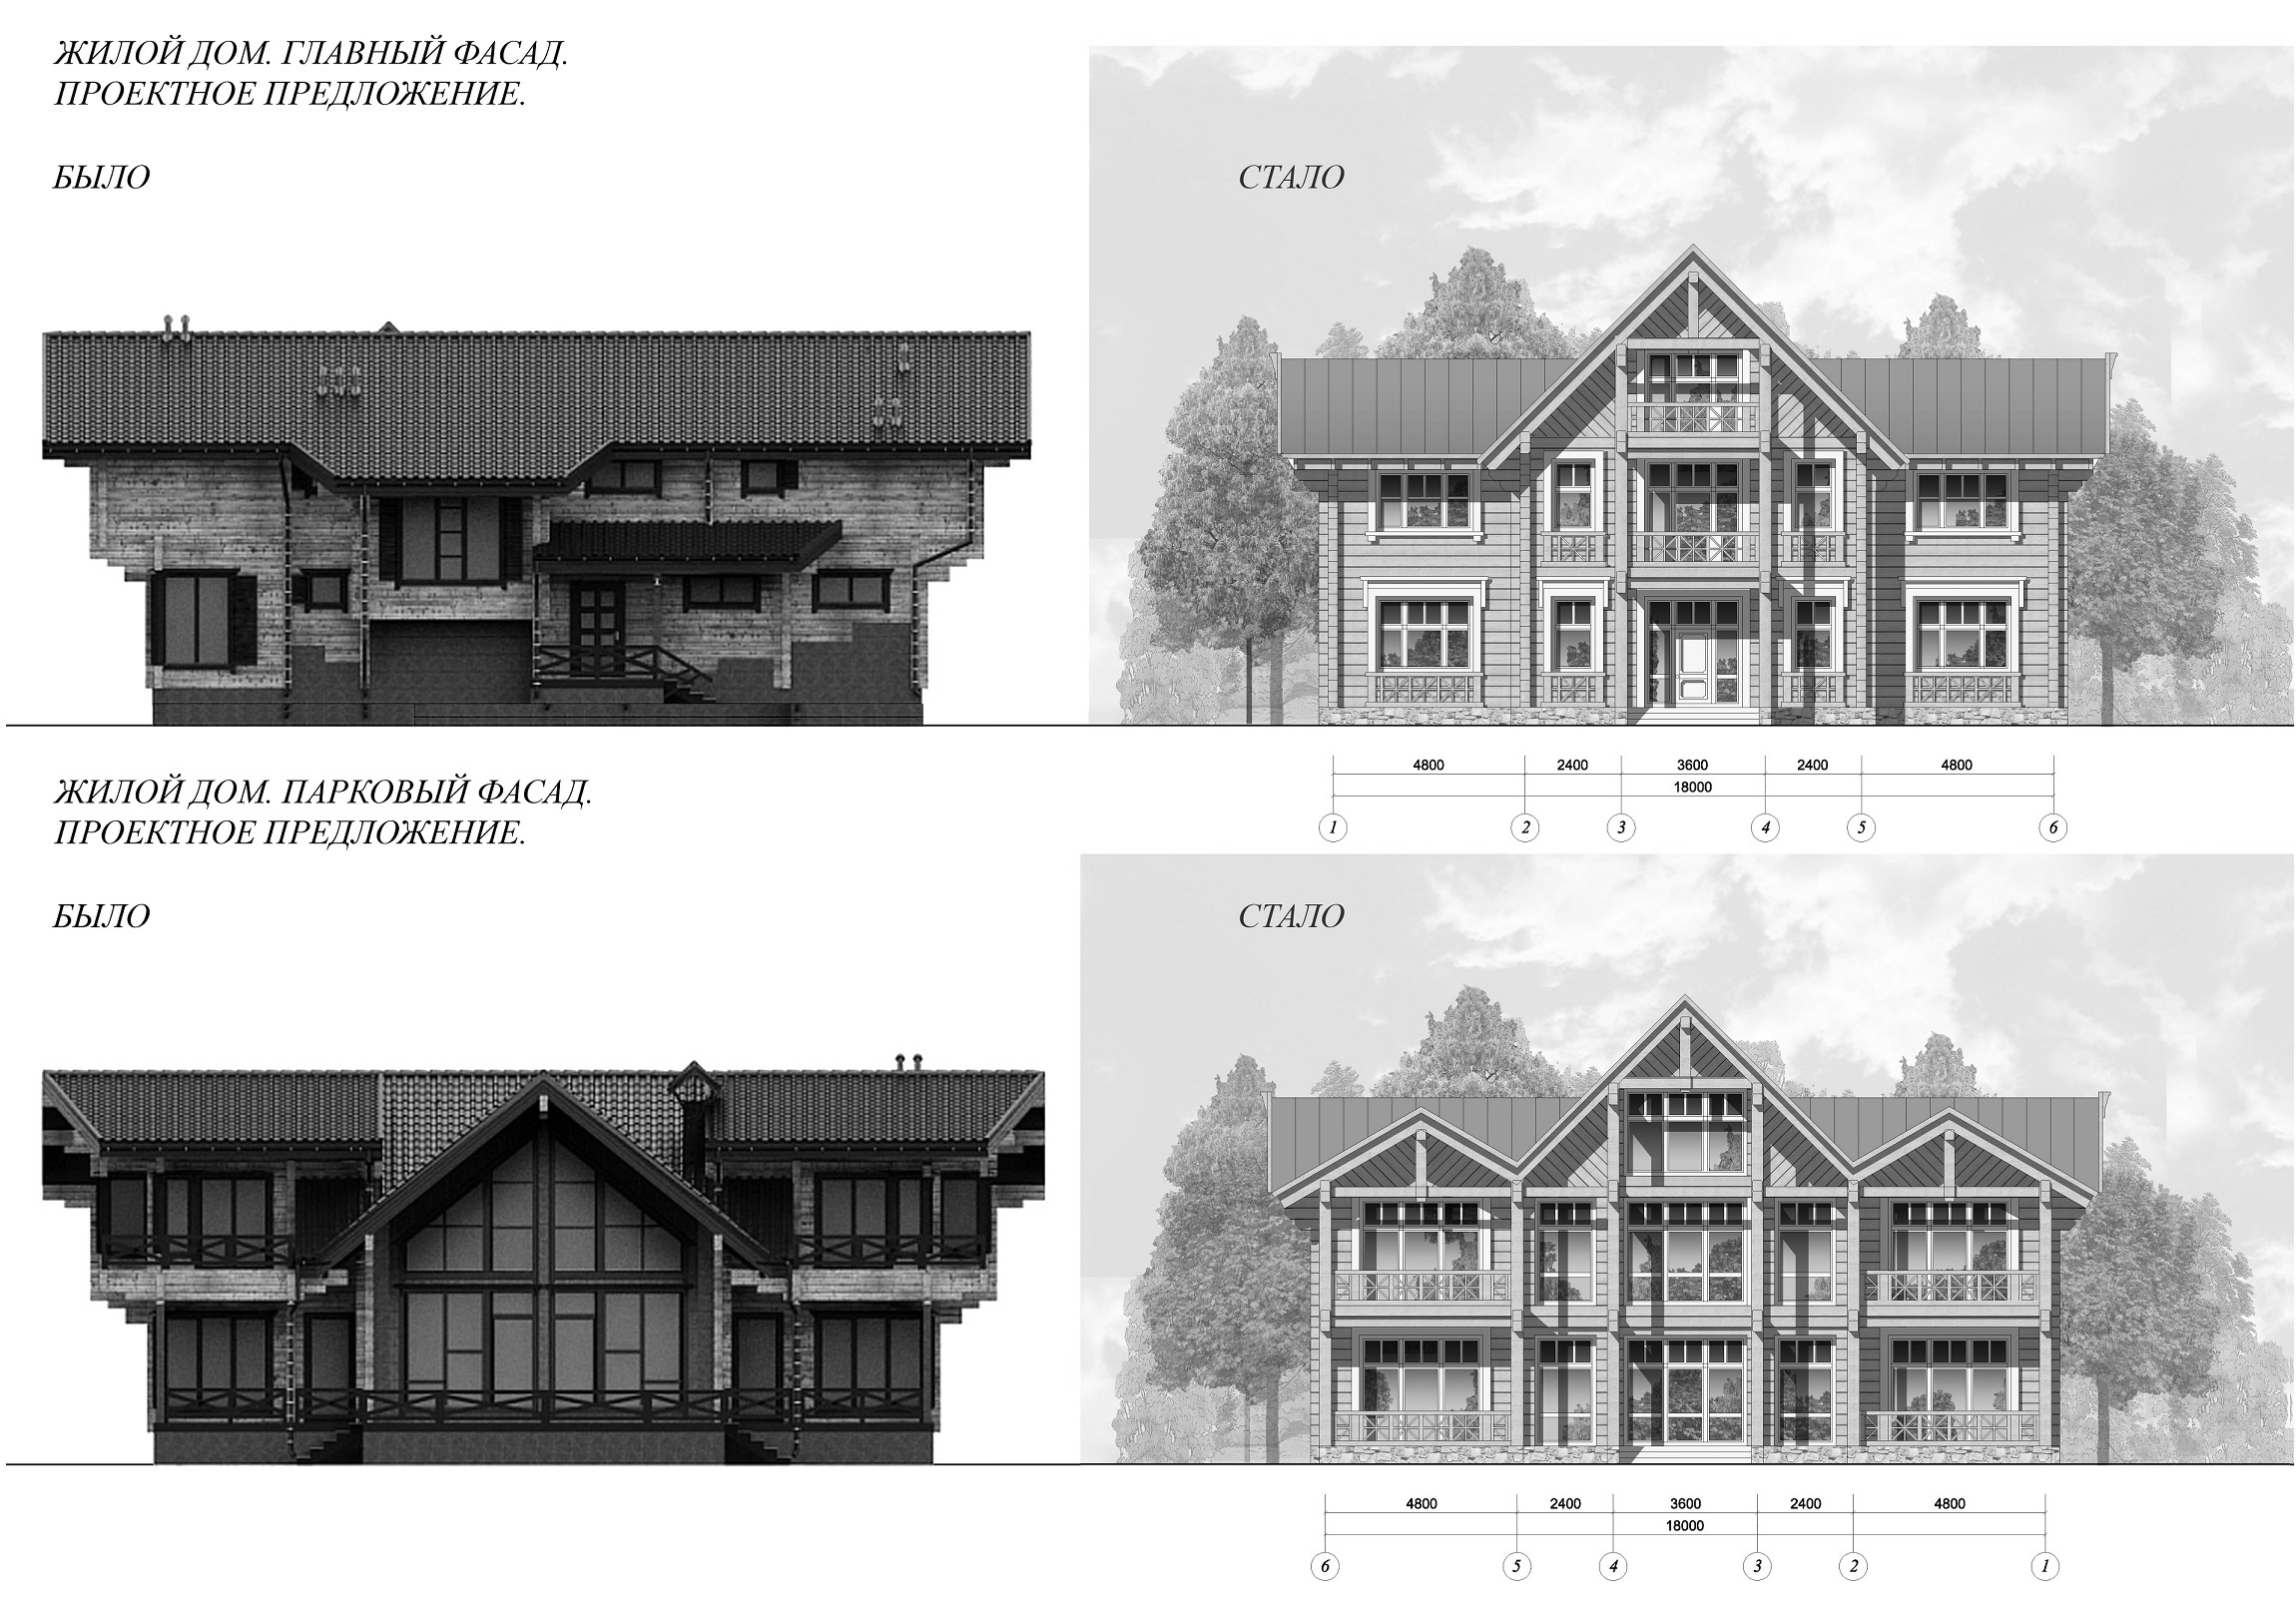 ЖИЛОЙ ДОМ. ГЛАВНЫЙ ФАСАД.
ПРОЕКТНОЕ ПРЕДЛОЖЕНИЕ.
БЫЛО
СТАЛО
4800 2400 3600 2400 4800
18000
1 2 3 4 5 6
ЖИЛОЙ ДОМ. ПАРКОВЫЙ ФАСАД.
ПРОЕКТНОЕ ПРЕДЛОЖЕНИЕ.
БЫЛО
СТАЛО
4800 2400 3600 2400 4800
18000
6 5 4 3 2 1